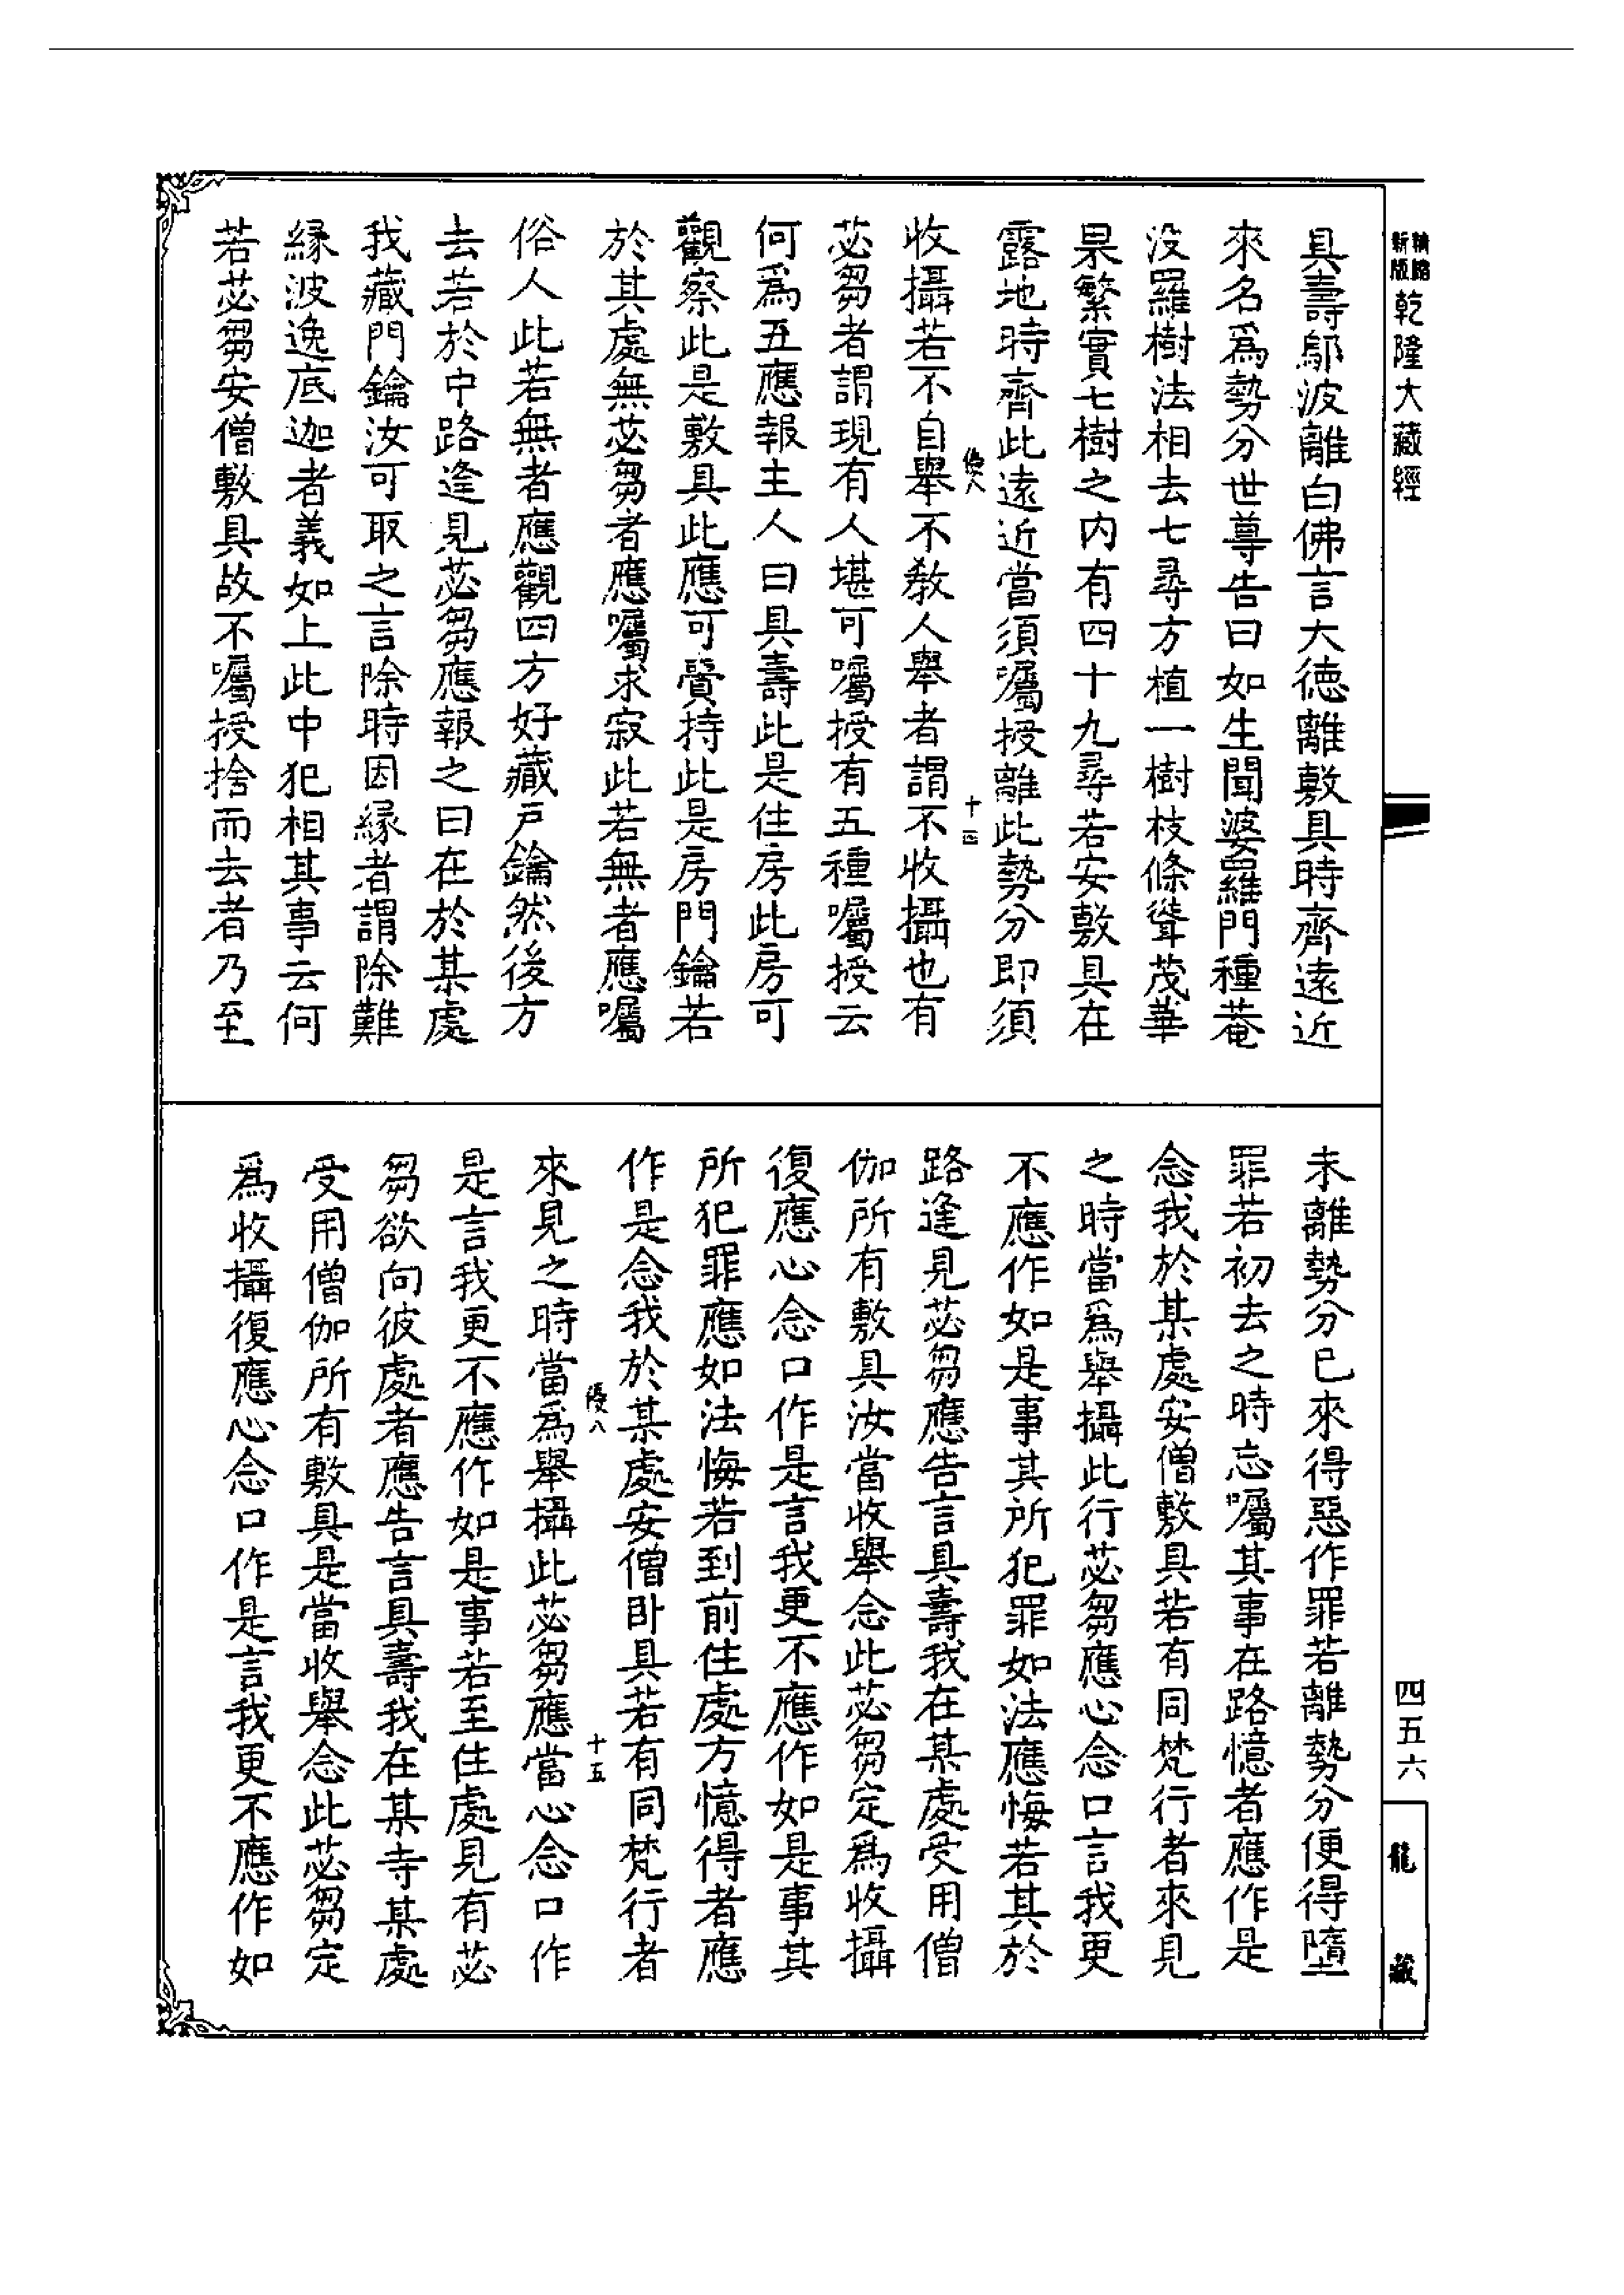 精縮新版乾隆大藏經
具壽鄔波離白佛言大德離敷具時齊遠近
來名爲勢分世尊告曰如生聞婆羅門種菴
没羅樹法相去七尋方植一樹枝條聳茂華
果繁實七樹之内有四十九尋若安敷具在
露地時齊此遠近當須囑授離此勢分即須
侵八 十四
收攝若不自舉不教人舉者謂不收攝也有
苾芻者謂現有人堪可囑授有五種囑授云
何爲五應報主人曰具壽此是住房此房可
觀察此是敷具此應可賷持此是房門鑰若
於其處無苾芻者應囑求寂此若無者應囑
俗人此若無者應觀四方好藏戸鑰然後方
去若於中路逢見苾芻應報之曰在於某處
我藏門鑰汝可取之言除時因縁者謂除難
縁波逸底迦者義如上此中犯相其事云何
若苾芻安僧敷具故不囑授捨而去者乃至
未離勢分已來得惡作罪若離勢分便得墮
罪若初去之時忘囑其事在路憶者應作是
念我於某處安僧敷具若有同梵行者來見
之時當爲舉攝此行苾芻應心念口言我更
不應作如是事其所犯罪如法應悔若其於
路逢見苾芻應告言具壽我在某處受用僧
伽所有敷具汝當收舉念此苾芻定爲收攝
復應心念口作是言我更不應作如是事其
所犯罪應如法悔若到前住處方憶得者應
作是念我於某處安僧卧具若有同梵行者
侵八 十五
來見之時當爲舉攝此苾芻應當心念口作
是言我更不應作如是事若至住處見有苾
芻欲向彼處者應告言具壽我在某寺某處
受用僧伽所有敷具是當收舉念此苾芻定
爲收攝復應心念口作是言我更不應作如
四五六
龍藏